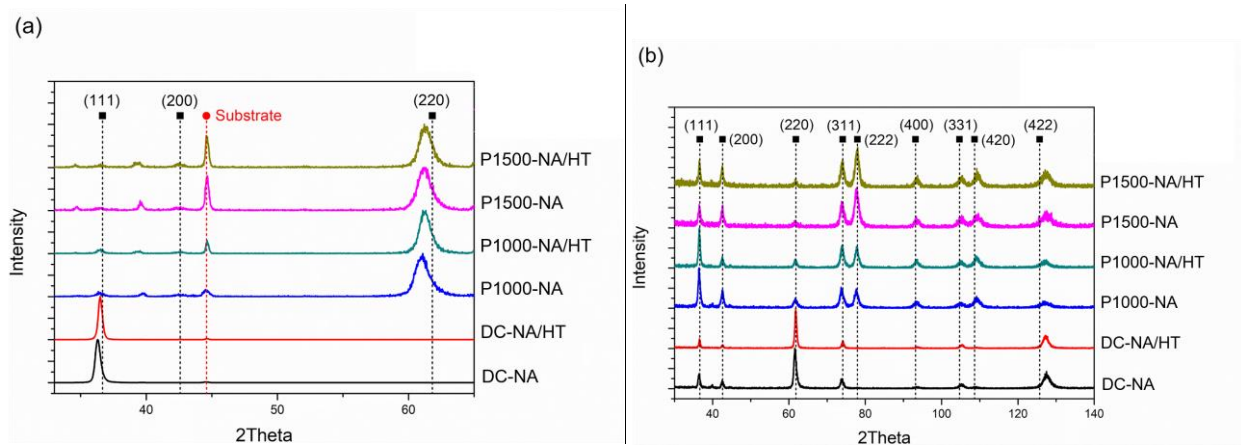 (a)
(111)
(200)
Substrate
(220)
P1500-NA/HT
P1500-NA
P1000-NA/HT
P1000-NA
DC-NA/HT
DC-NA
Intensity
40
60
2Theta
(b)
(111)
(200)
(220)
(311)
(222)
(400)
(331)
(420)
(422)
P1500-NA/HT
P1500-NA
P1000-NA/HT
P1000-NA
DC-NA/HT
DC-NA
Intensity
40
60
80
100
120
140
2Theta